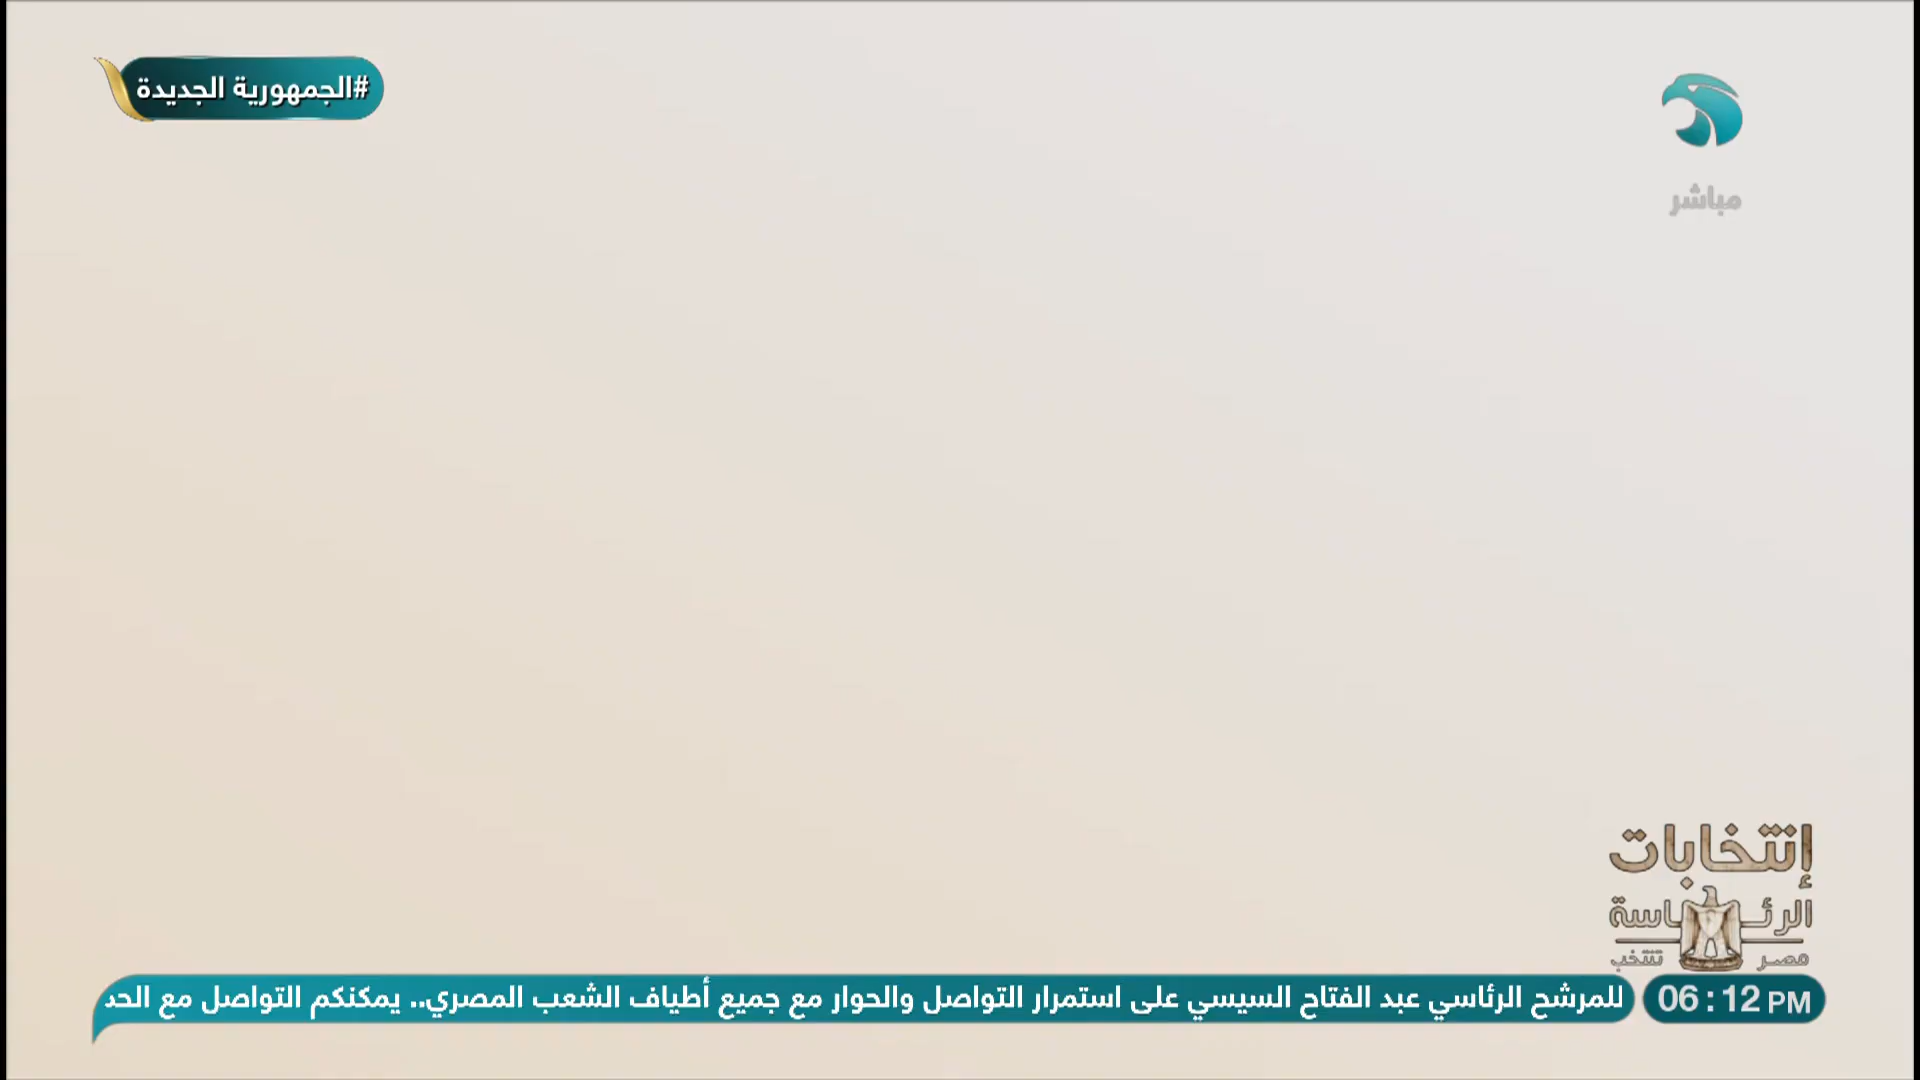 #الجمهورية الجديدة
مباشر
إنتخابات
الرئاسة
مصر تنتخب
للمرشح الرئاسي عبد الفتاح السيسي على استمرار التواصل والحوار مع جميع أطياف الشعب المصري.. يمكنكم التواصل مع الحد
06:12 PM